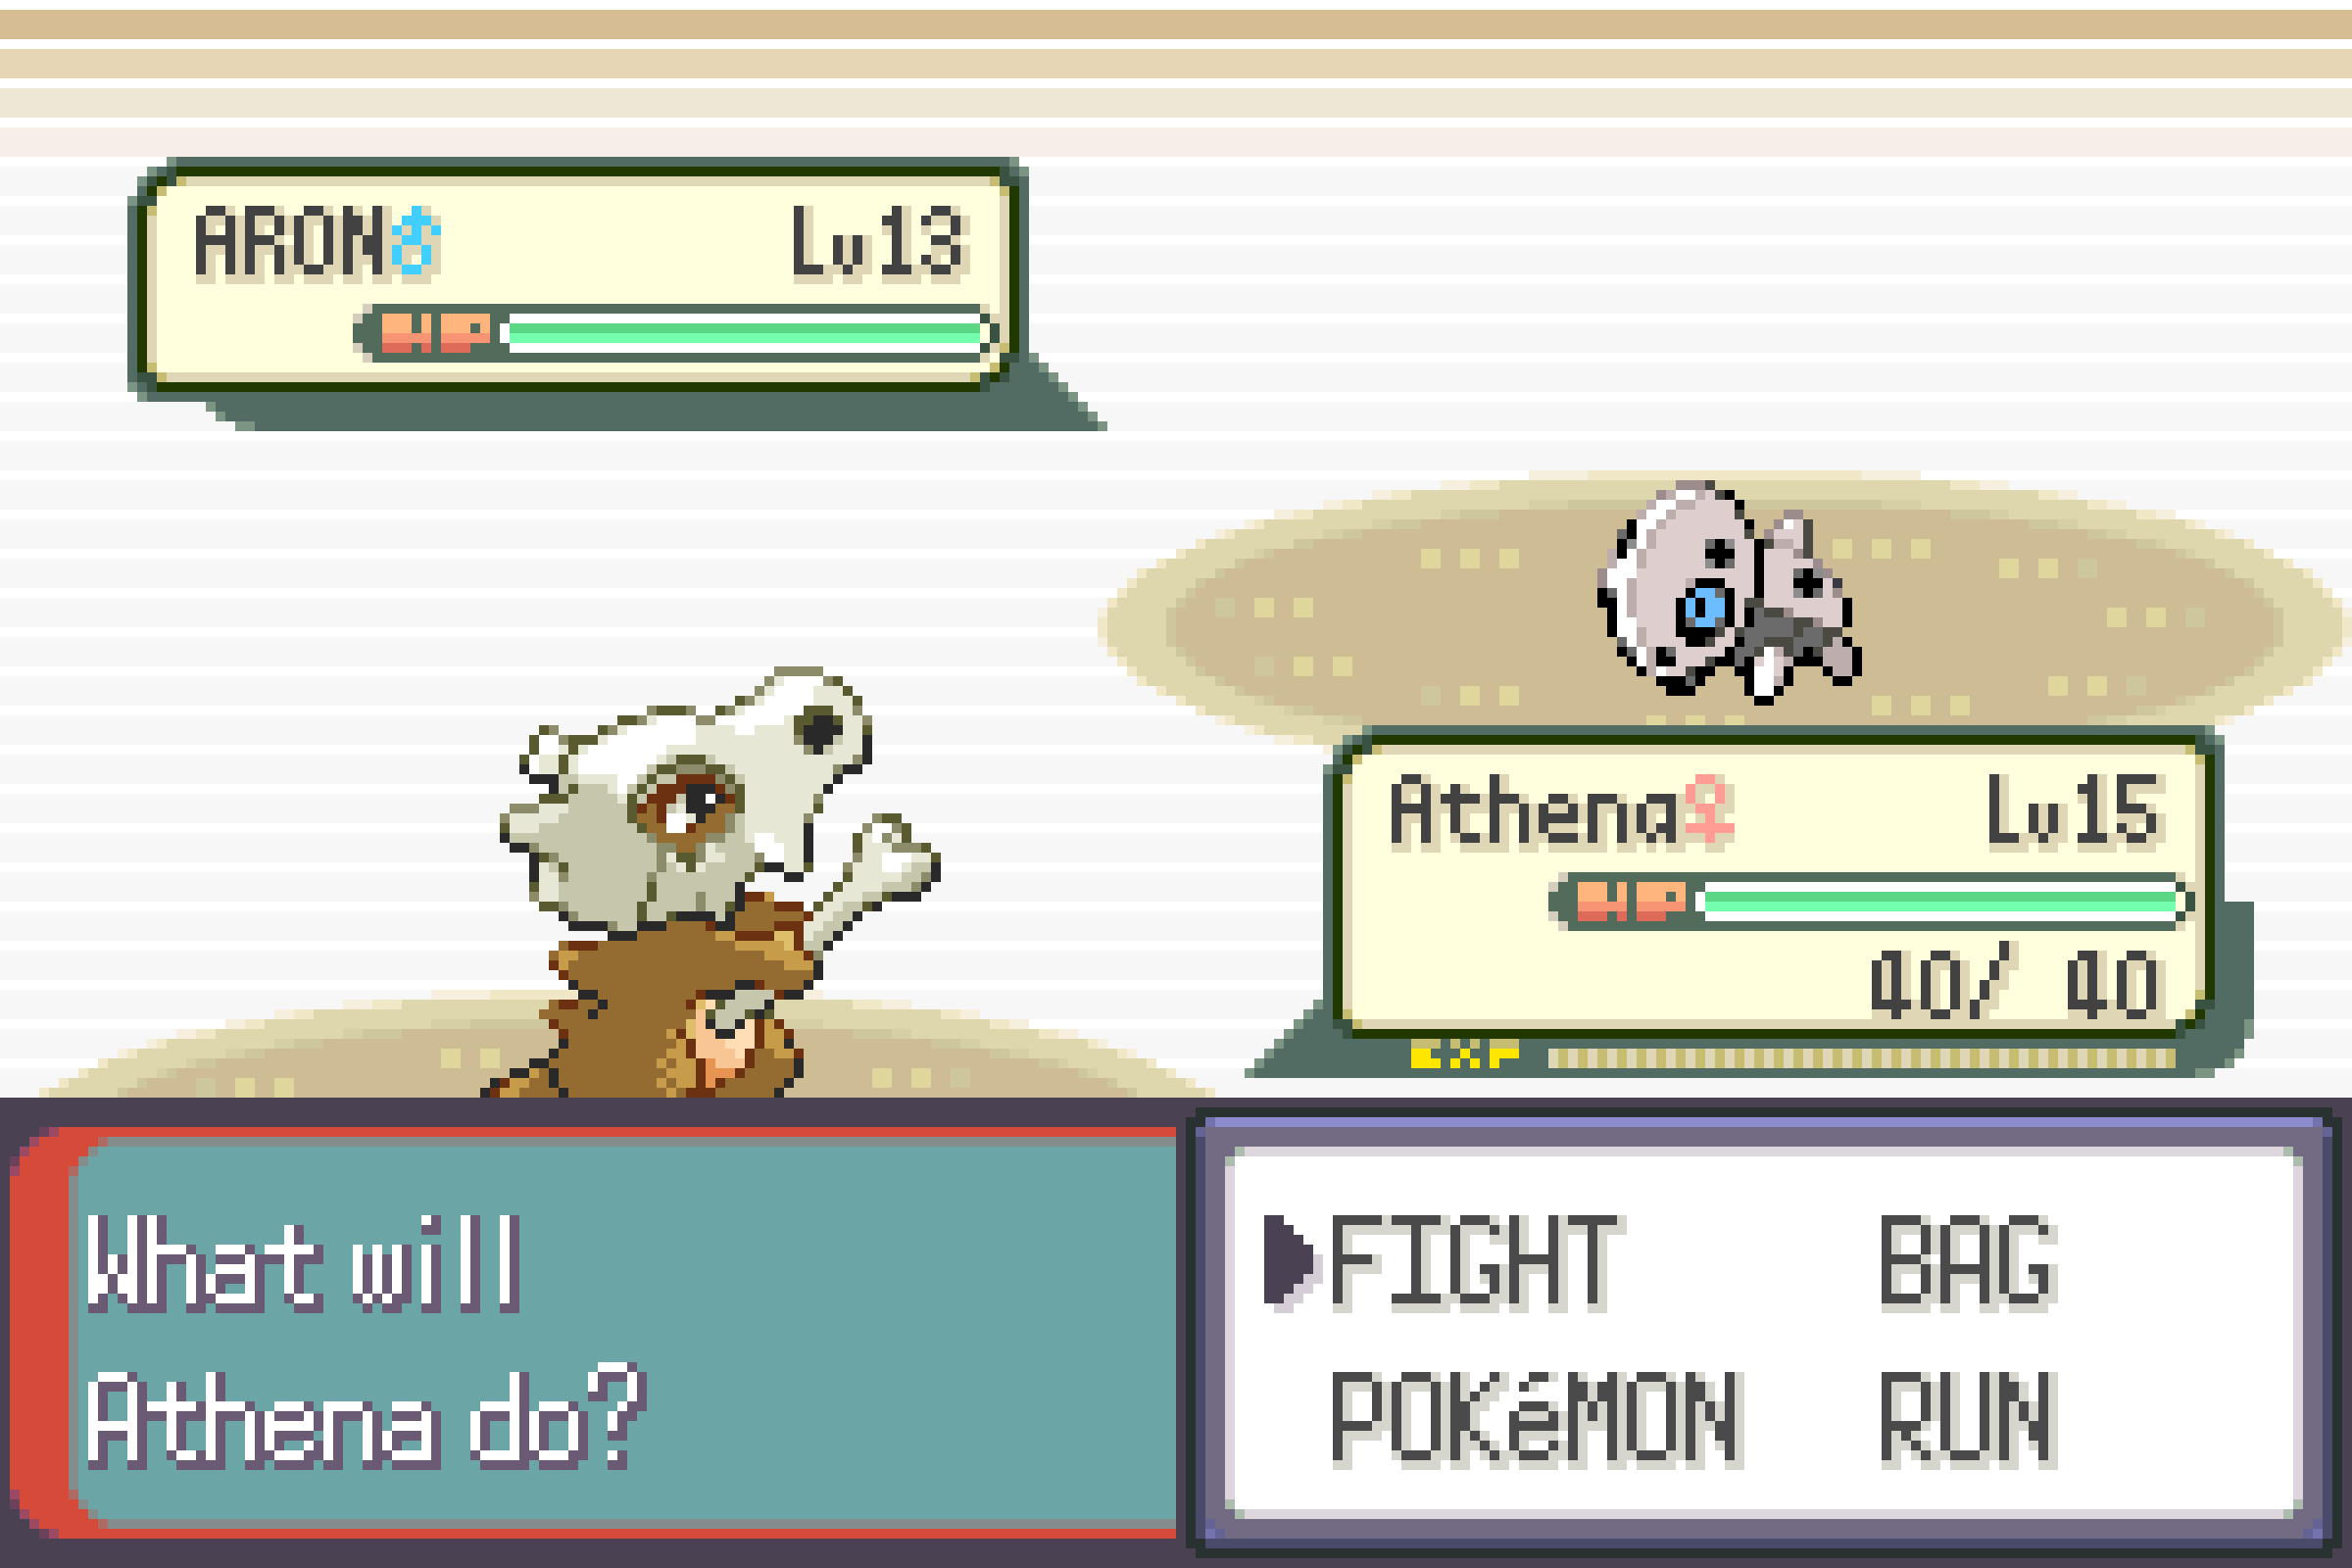 ARON♂ Lv13
HP
Athena♀ Lv15
HP
40/ 40
EXP
What will
Athena do?
▶FIGHT BAG
POKéMON RUN